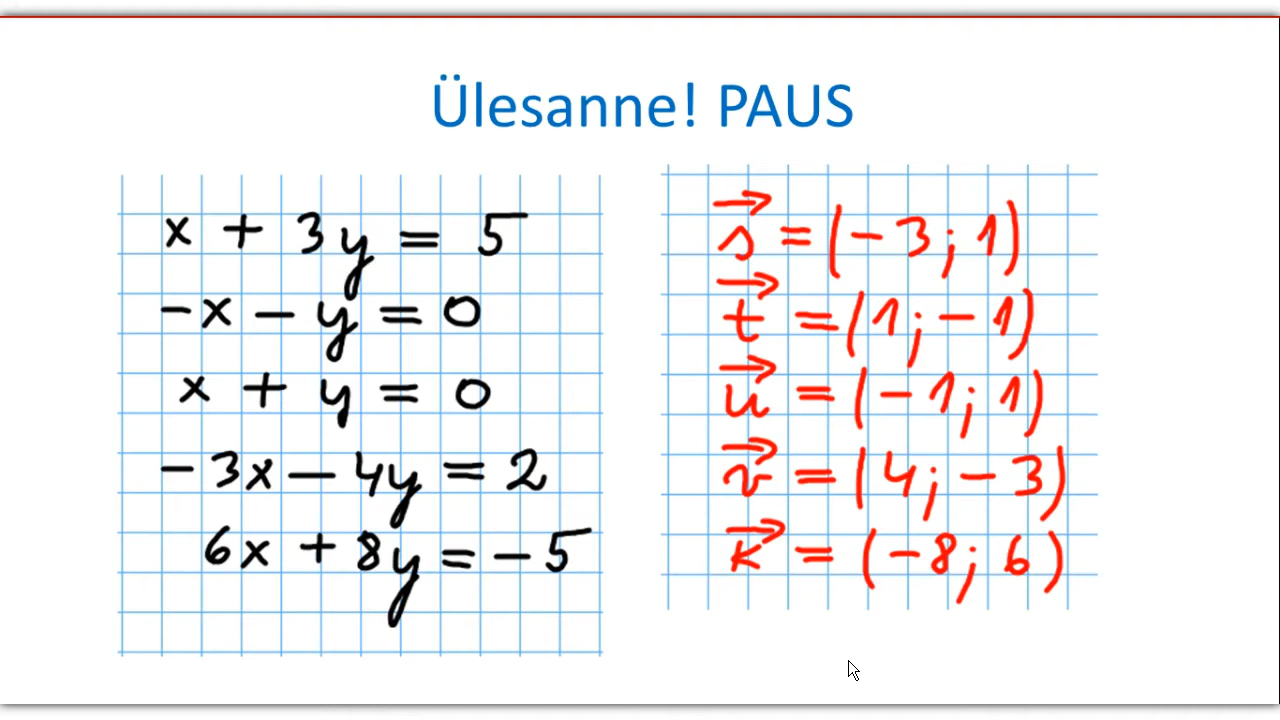 Ülesanne! PAUS
x + 3y = 5
-x - y = 0
x + y = 0
-3x - 4y = 2
6x + 8y = -5
s⃗ = (-3; 1)
t⃗ = (1; -1)
u⃗ = (-1; 1)
v⃗ = (4; -3)
k⃗ = (-8; 6)